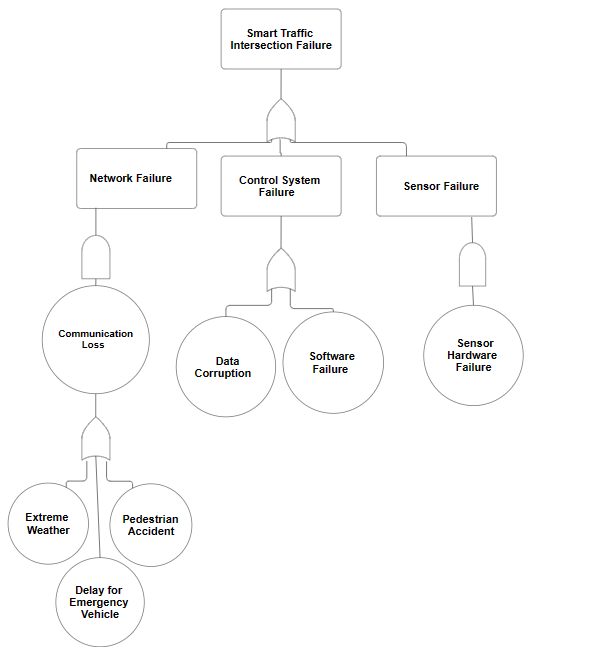 Smart Traffic
Intersection Failure
Network Failure
Control System
Failure
Sensor Failure
Communication
Loss
Data
Corruption
Software
Failure
Sensor
Hardware
Failure
Extreme
Weather
Pedestrian
Accident
Delay for
Emergency
Vehicle